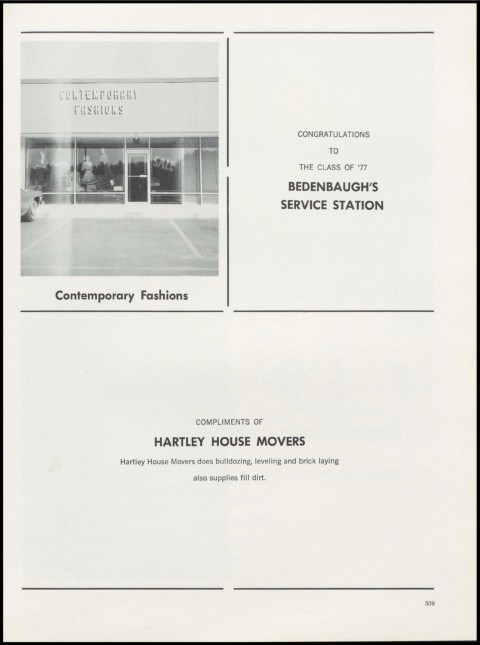 CONTEMPORARY
FASHIONS
Contemporary Fashions
CONGRATULATIONS
TO
THE CLASS OF '77
BEDENBAUGH'S
SERVICE STATION
COMPLIMENTS OF
HARTLEY HOUSE MOVERS
Hartley House Movers does bulldozing, leveling and brick laying
also supplies fill dirt.
309